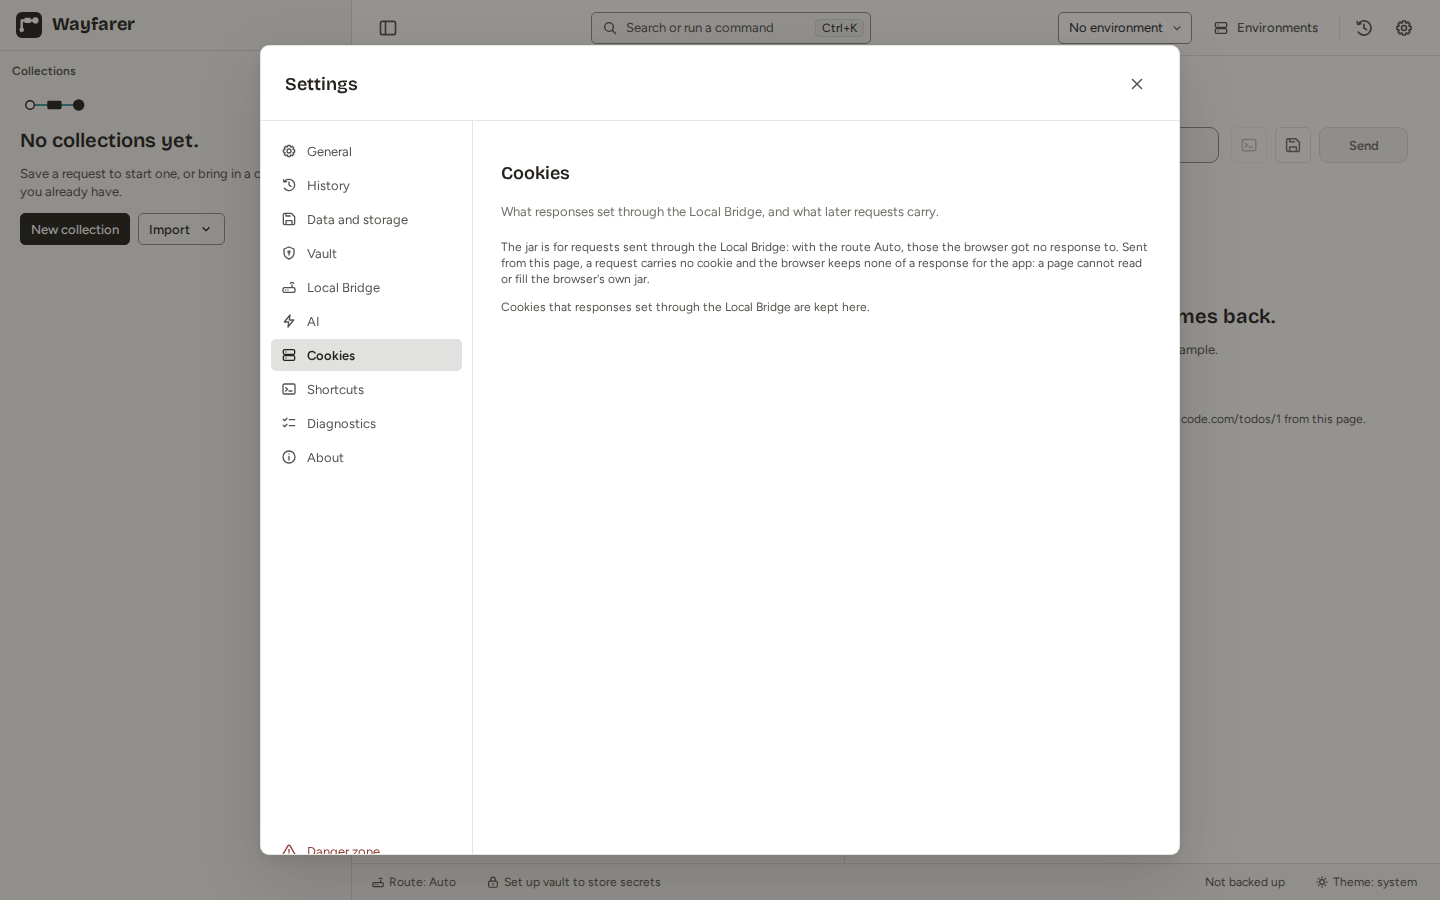 Wayfarer
Search or run a command
Ctrl+K
No environment
Environments
Collections
No collections yet.
Save a request to start one, or bring in a c
you already have.
New collection
Import
Send
mes back.
ample.
code.com/todos/1 from this page.
Settings
General
History
Data and storage
Vault
Local Bridge
AI
Cookies
Shortcuts
Diagnostics
About
Danger zone
Cookies
What responses set through the Local Bridge, and what later requests carry.
The jar is for requests sent through the Local Bridge: with the route Auto, those the browser got no response to. Sent
from this page, a request carries no cookie and the browser keeps none of a response for the app: a page cannot read
or fill the browser's own jar.
Cookies that responses set through the Local Bridge are kept here.
Route: Auto
Set up vault to store secrets
Not backed up
Theme: system